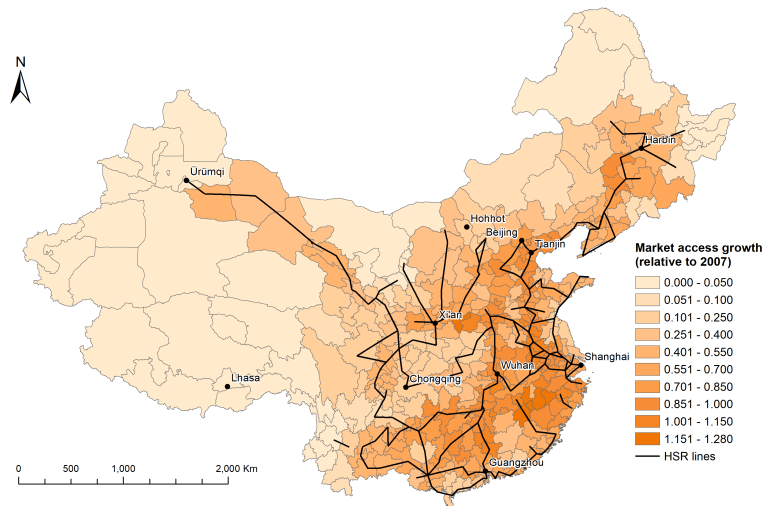 N
Harbin
Ürümqi
Hohhot
Beijing
Tianjin
Market access growth
(relative to 2007)
0.000 - 0.050
0.051 - 0.100
0.101 - 0.250
0.251 - 0.400
0.401 - 0.550
0.551 - 0.700
0.701 - 0.850
0.851 - 1.000
1.001 - 1.150
1.151 - 1.280
HSR lines
Xi'an
Shanghai
Wuhan
Lhasa
Chongqing
Guangzhou
0 500 1,000 2,000 Km